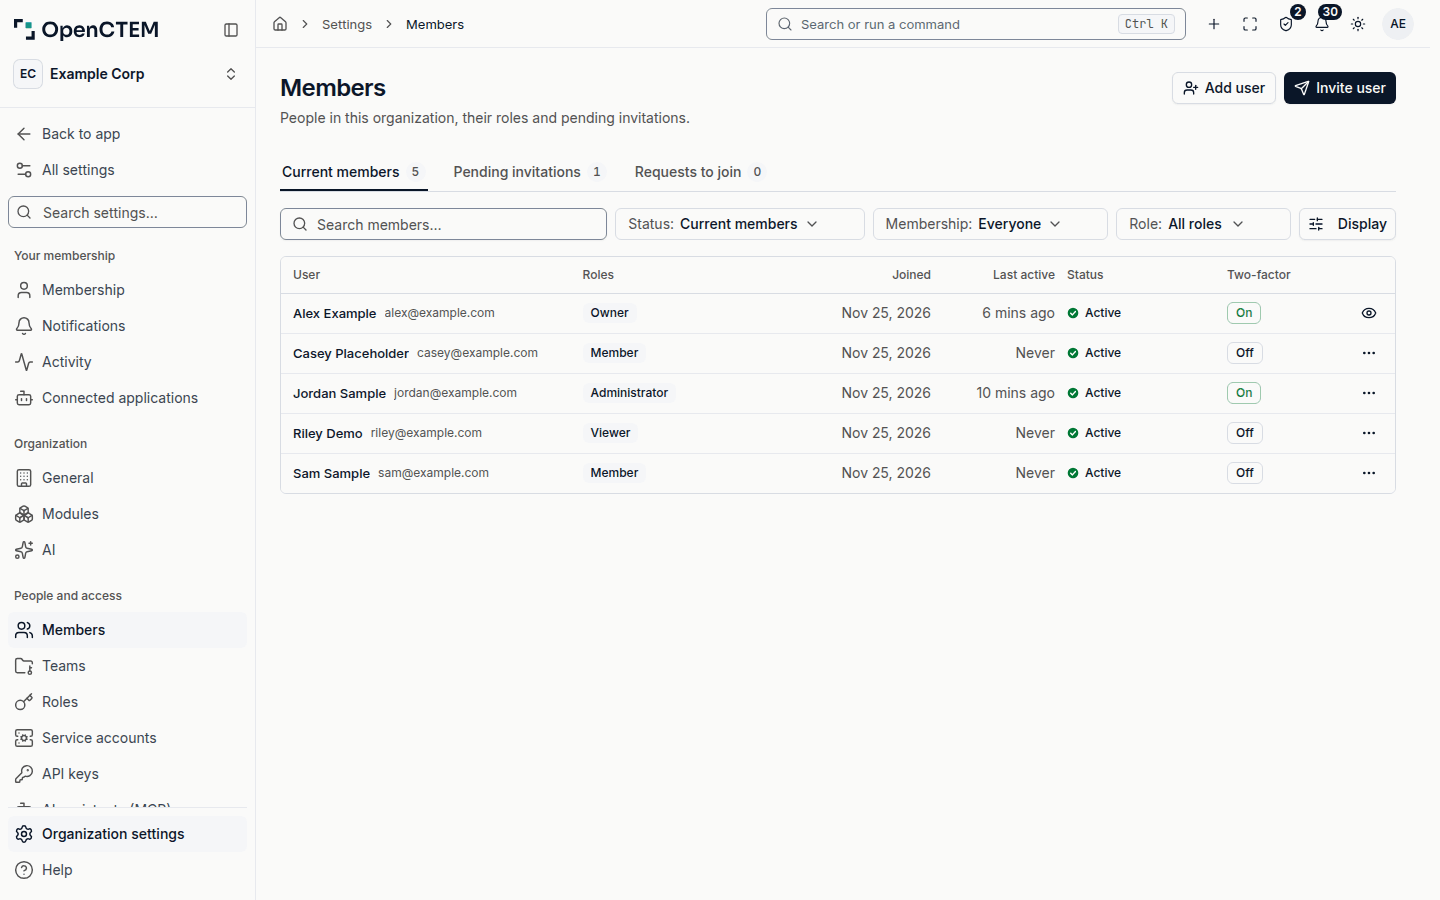 OpenCTEM
EC Example Corp
Back to app
All settings
Search settings...
Your membership
Membership
Notifications
Activity
Connected applications
Organization
General
Modules
AI
People and access
Members
Teams
Roles
Service accounts
API keys
Organization settings
Help
Settings Members
Search or run a command Ctrl K
2
30
AE
Members
People in this organization, their roles and pending invitations.
Add user
Invite user
Current members 5 Pending invitations 1 Requests to join 0
Search members... Status: Current members Membership: Everyone Role: All roles Display
User Roles Joined Last active Status Two-factor
Alex Example alex@example.com Owner Nov 25, 2026 6 mins ago Active On
Casey Placeholder casey@example.com Member Nov 25, 2026 Never Active Off
Jordan Sample jordan@example.com Administrator Nov 25, 2026 10 mins ago Active On
Riley Demo riley@example.com Viewer Nov 25, 2026 Never Active Off
Sam Sample sam@example.com Member Nov 25, 2026 Never Active Off